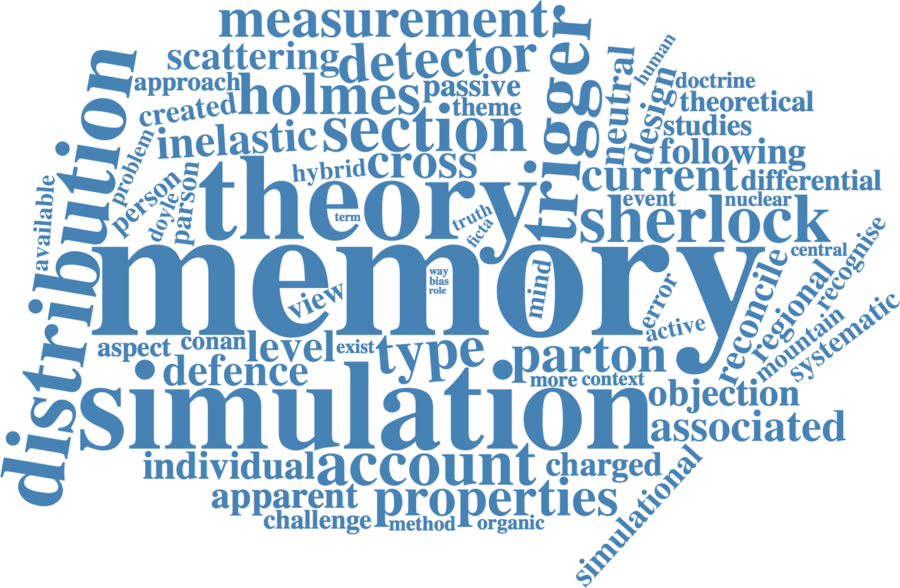 measurement
scattering
detector
trigger
approach
holmes
passive
created
theme
inelastic
section
neutral
human
design
doctrine
theoretical
studies
following
distribution
problem
person
doyle
parson
available
hybrid
cross
current
differential
event
nuclear
theory
term
truth
ficta
sherlock
central
memory
view
way
bias
role
mind
error
active
reconcile
regional
recognise
mountain
systematic
aspect
conan
level
exist
type
parton
defence
more
context
simulation
objection
associated
individual
account
charged
simulational
apparent
properties
challenge
method
organic